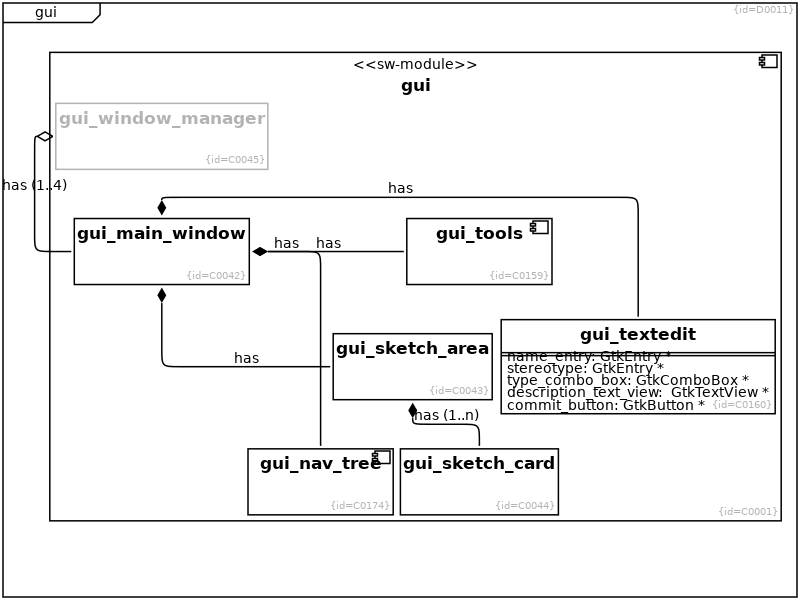 gui
{id=D0011}
<<sw-module>>
gui
gui_window_manager
{id=C0045}
has (1..4)
has
gui_main_window
{id=C0042}
has
has
gui_tools
{id=C0159}
has
gui_sketch_area
{id=C0043}
gui_textedit
name_entry: GtkEntry *
stereotype: GtkEntry *
type_combo_box: GtkComboBox *
description_text_view:  GtkTextView *
commit_button: GtkButton *
{id=C0160}
has (1..n)
gui_nav_tree
{id=C0174}
gui_sketch_card
{id=C0044}
{id=C0001}